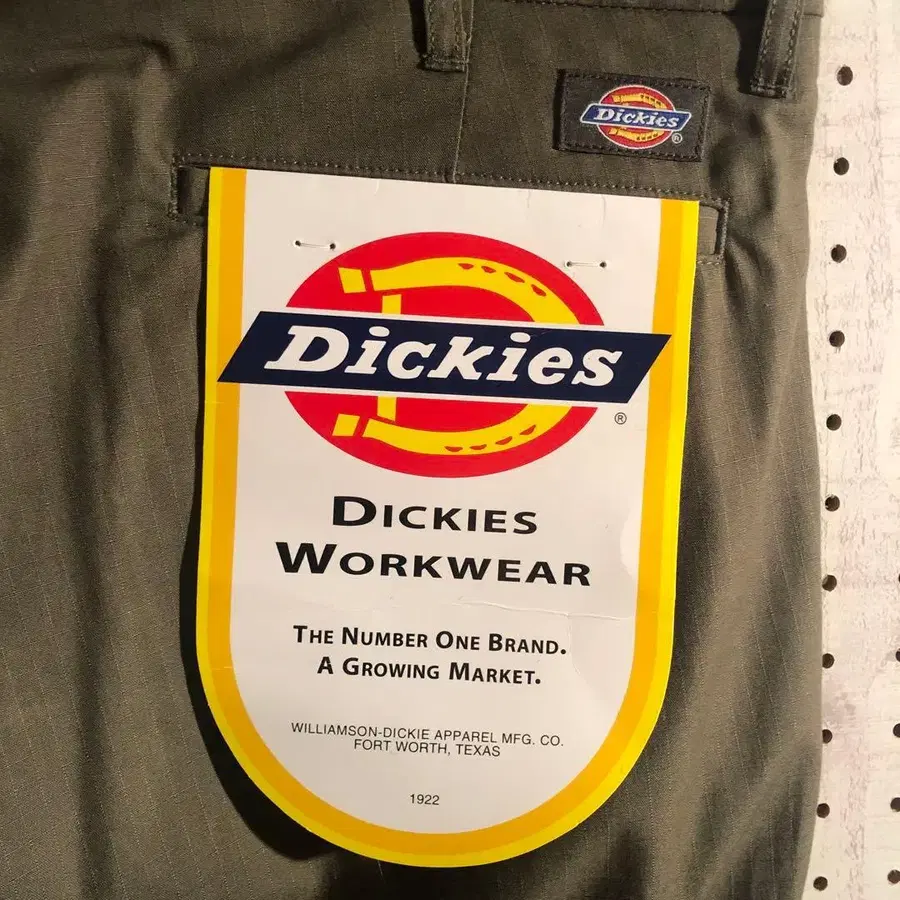 Dickies
®
Dickies
®
DICKIES
WORKWEAR
THE NUMBER ONE BRAND.
A GROWING MARKET.
WILLIAMSON-DICKIE APPAREL MFG. CO.
FORT WORTH, TEXAS
1922